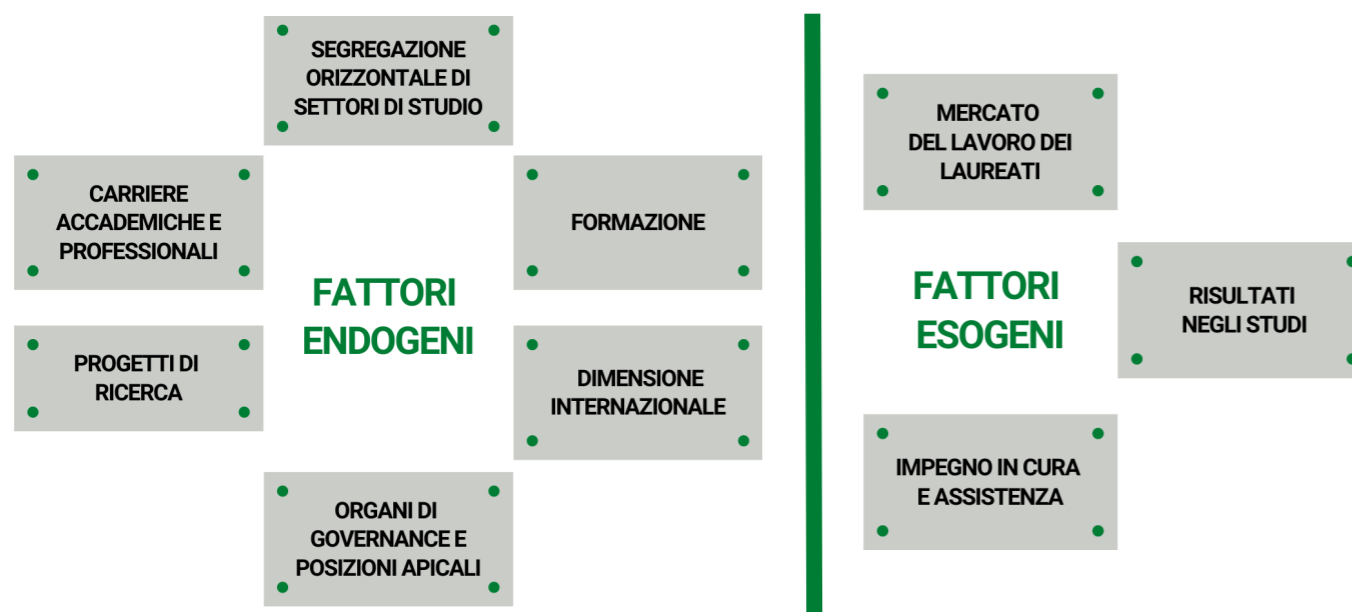 SEGREGAZIONE
ORIZZONTALE DI
SETTORI DI STUDIO
CARRIERE
ACCADEMICHE E
PROFESSIONALI
FORMAZIONE
FATTORI
ENDOGENI
PROGETTI DI
RICERCA
DIMENSIONE
INTERNAZIONALE
ORGANI DI
GOVERNANCE E
POSIZIONI APICALI
MERCATO
DEL LAVORO DEI
LAUREATI
FATTORI
ESOGENI
RISULTATI
NEGLI STUDI
IMPEGNO IN CURA
E ASSISTENZA